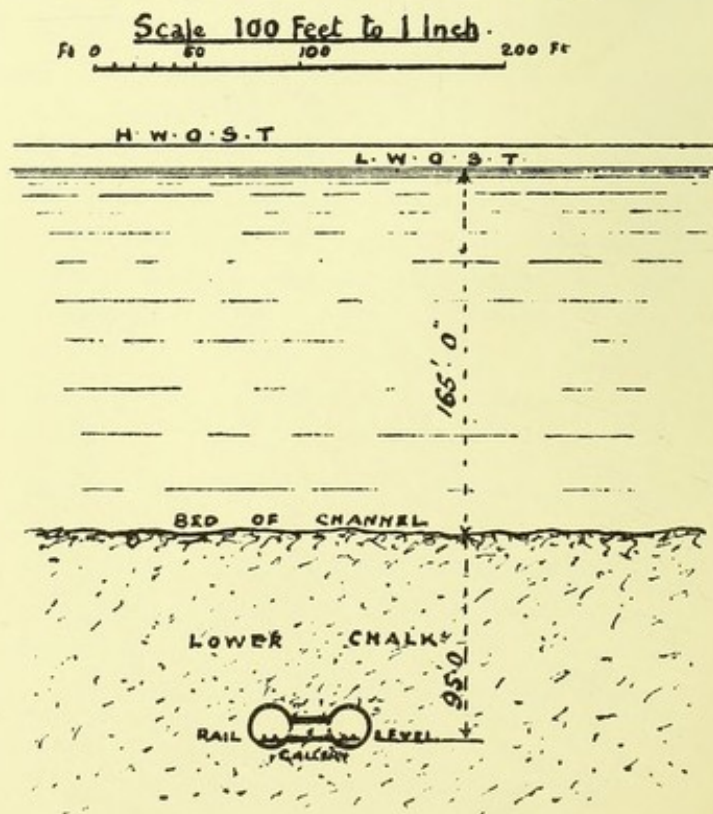 Scale 100 Feet to 1 Inch.
Ft 0 50 100 200 Ft
H.W.O.S.T
L.W.O.S.T.
165'.0"
BED OF CHANNEL
LOWER CHALK
95.0
RAIL LEVEL
GALLERY